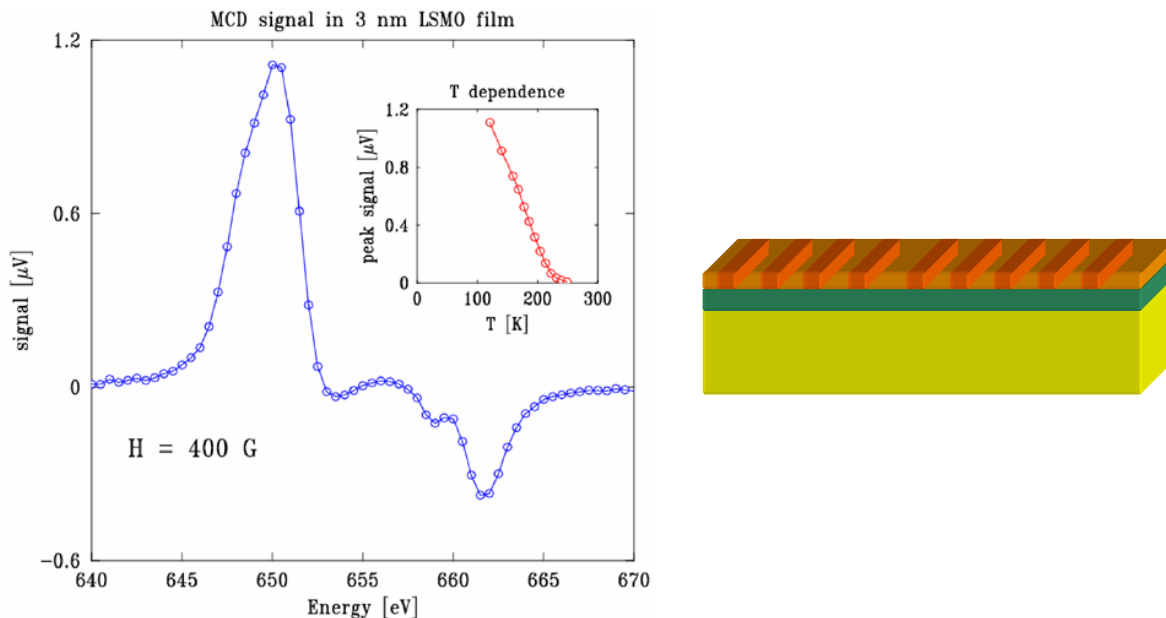 MCD signal in 3 nm LSMO film
1.2
0.6
0
−0.6
signal [μV]
640 645 650 655 660 665 670
Energy [eV]
H = 400 G
T dependence
1.2
0.8
0.4
0
peak signal [μV]
0 100 200 300
T [K]